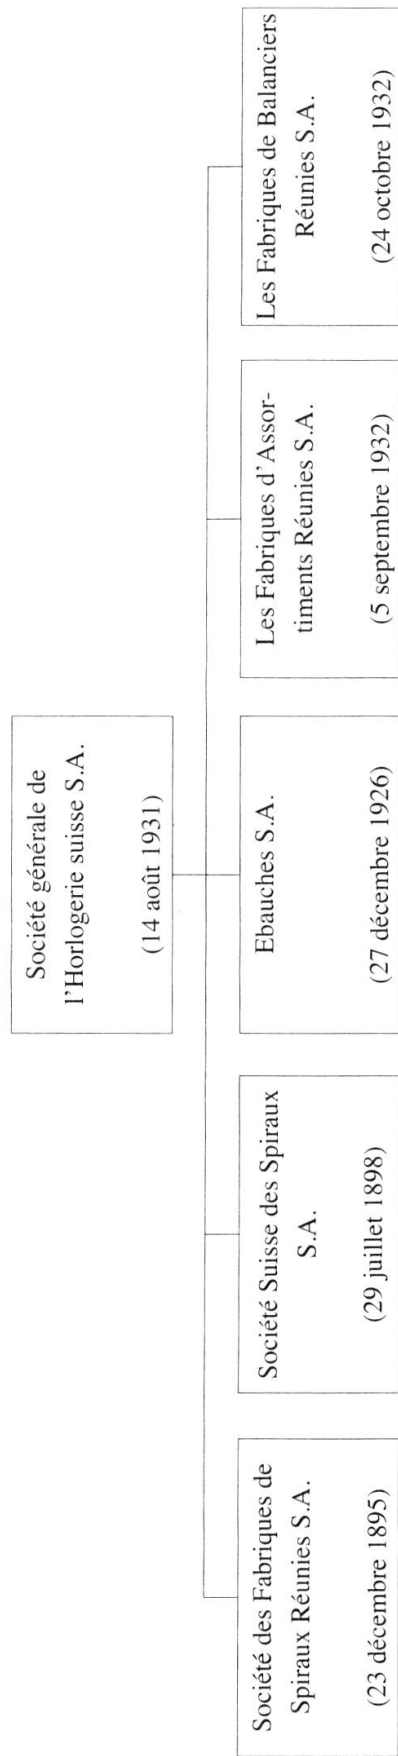 Société générale de
l'Horlogerie suisse S.A.
(14 août 1931)
Société des Fabriques de
Spiraux Réunies S.A.
(23 décembre 1895)
Société Suisse des Spiraux
S.A.
(29 juillet 1898)
Ebauches S.A.
(27 décembre 1926)
Les Fabriques d'Assor-
timents Réunies S.A.
(5 septembre 1932)
Les Fabriques de Balanciers
Réunies S.A.
(24 octobre 1932)